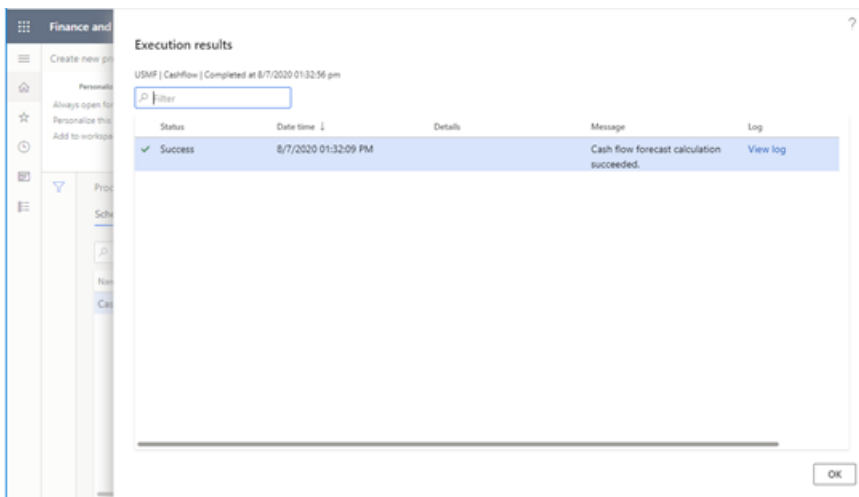 Finance and
?
Execution results
Create new pr
USMF | Cashflow | Completed at 8/7/2020 01:32:56 pm
Personaliz
Always open for
Personalize this
Add to workspa
Filter
Status Date time ↓ Details Message Log
Success 8/7/2020 01:32:09 PM Cash flow forecast calculation View log
succeeded.
Proc
Sche
Nam
Cas
OK